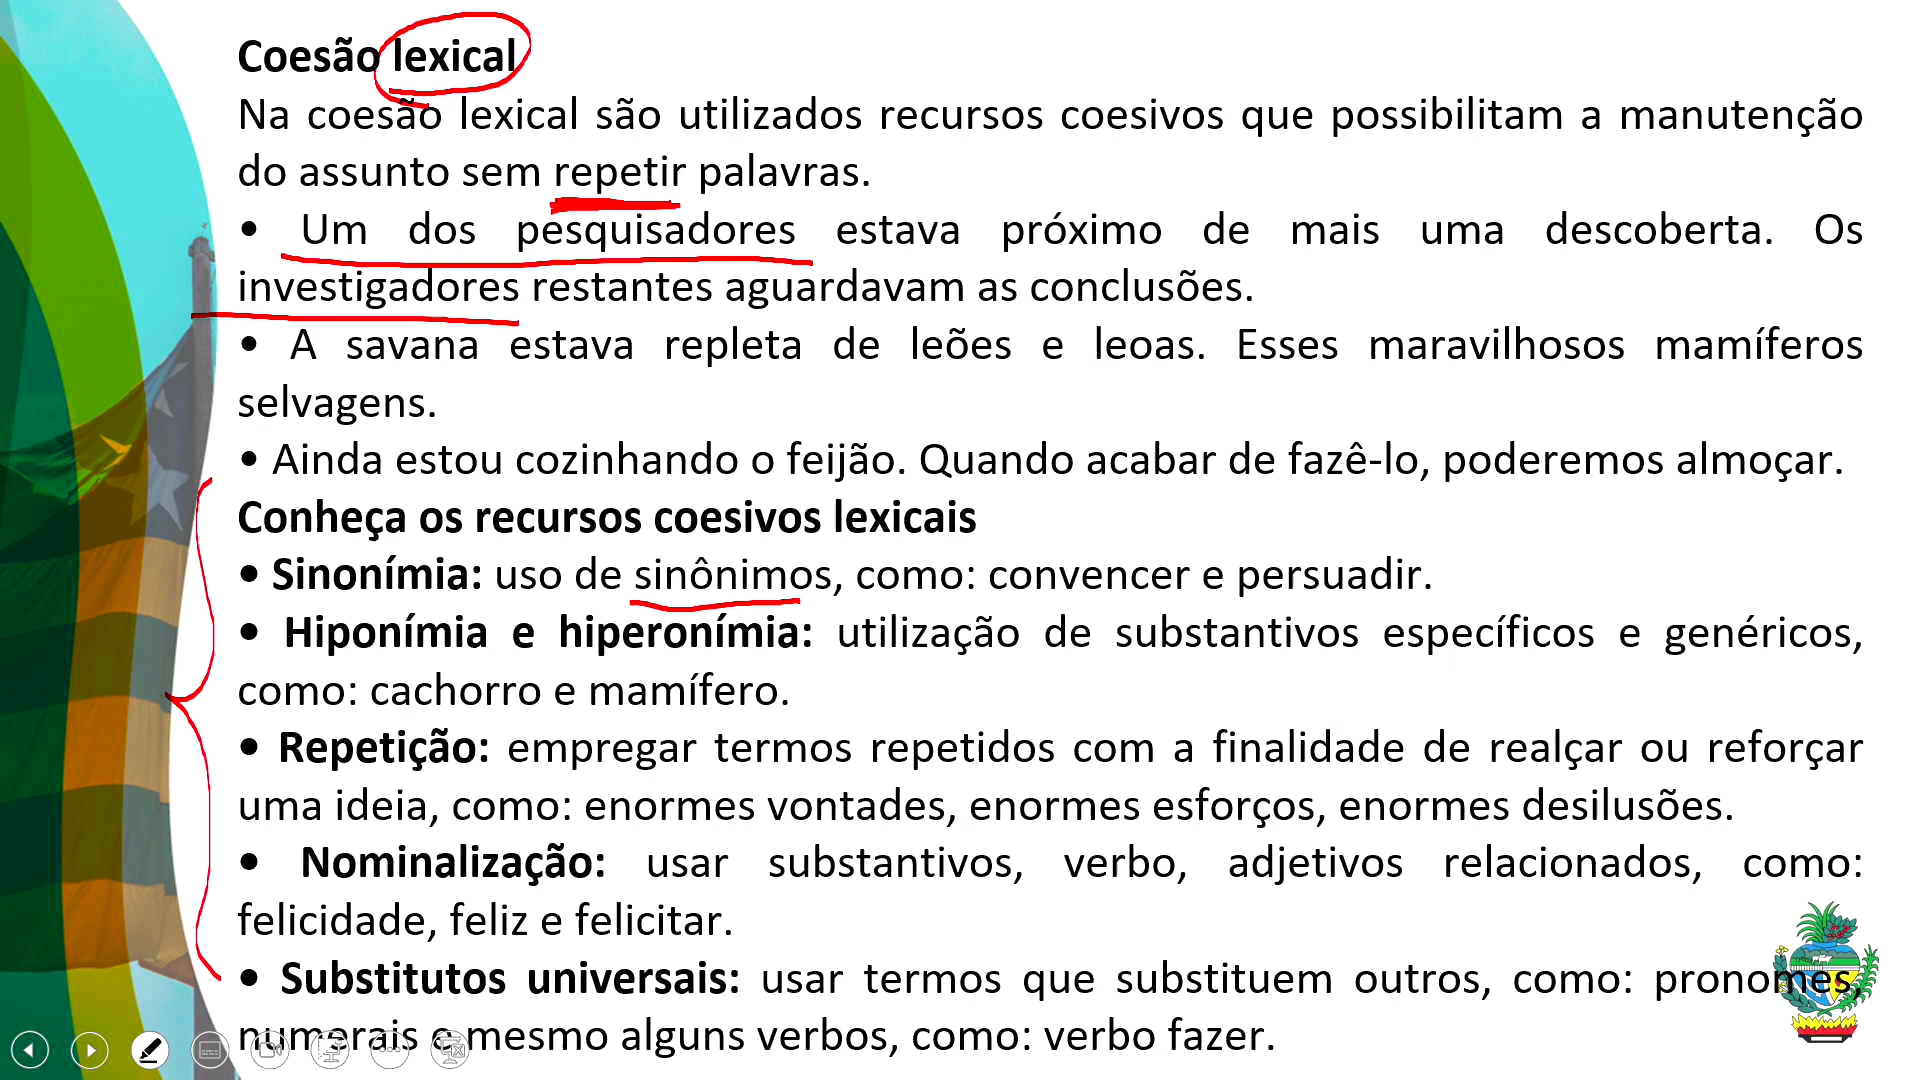 Coesão lexical
Na coesão lexical são utilizados recursos coesivos que possibilitam a manutenção
do assunto sem repetir palavras.
• Um dos pesquisadores estava próximo de mais uma descoberta. Os
investigadores restantes aguardavam as conclusões.
• A savana estava repleta de leões e leoas. Esses maravilhosos mamíferos
selvagens.
• Ainda estou cozinhando o feijão. Quando acabar de fazê-lo, poderemos almoçar.
Conheça os recursos coesivos lexicais
• Sinonímia: uso de sinônimos, como: convencer e persuadir.
• Hiponímia e hiperonímia: utilização de substantivos específicos e genéricos,
como: cachorro e mamífero.
• Repetição: empregar termos repetidos com a finalidade de realçar ou reforçar
uma ideia, como: enormes vontades, enormes esforços, enormes desilusões.
• Nominalização: usar substantivos, verbo, adjetivos relacionados, como:
felicidade, feliz e felicitar.
• Substitutos universais: usar termos que substituem outros, como: pronomes,
numerais e mesmo alguns verbos, como: verbo fazer.